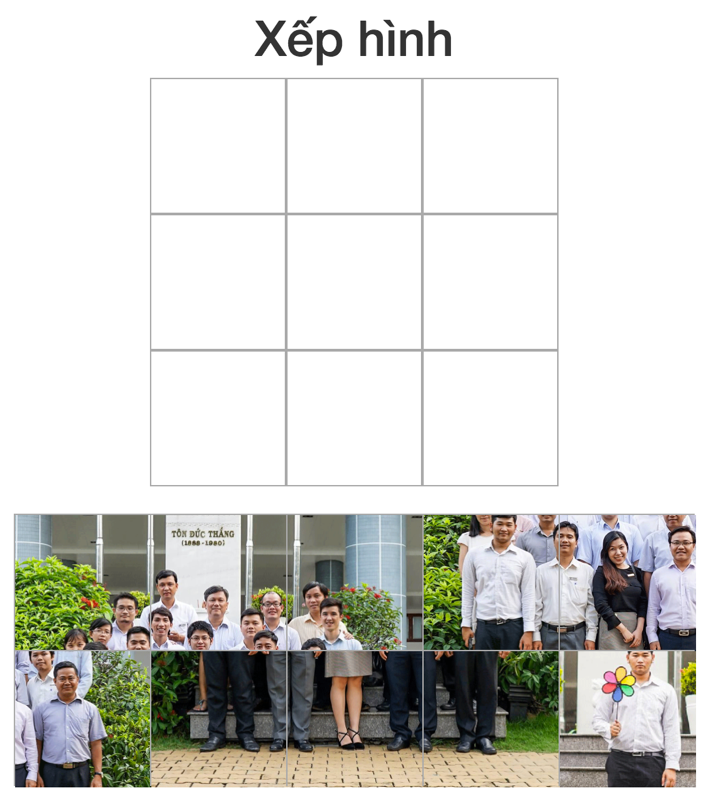 Xếp hình
TÔN ĐỨC THẮNG
(1888-1980)